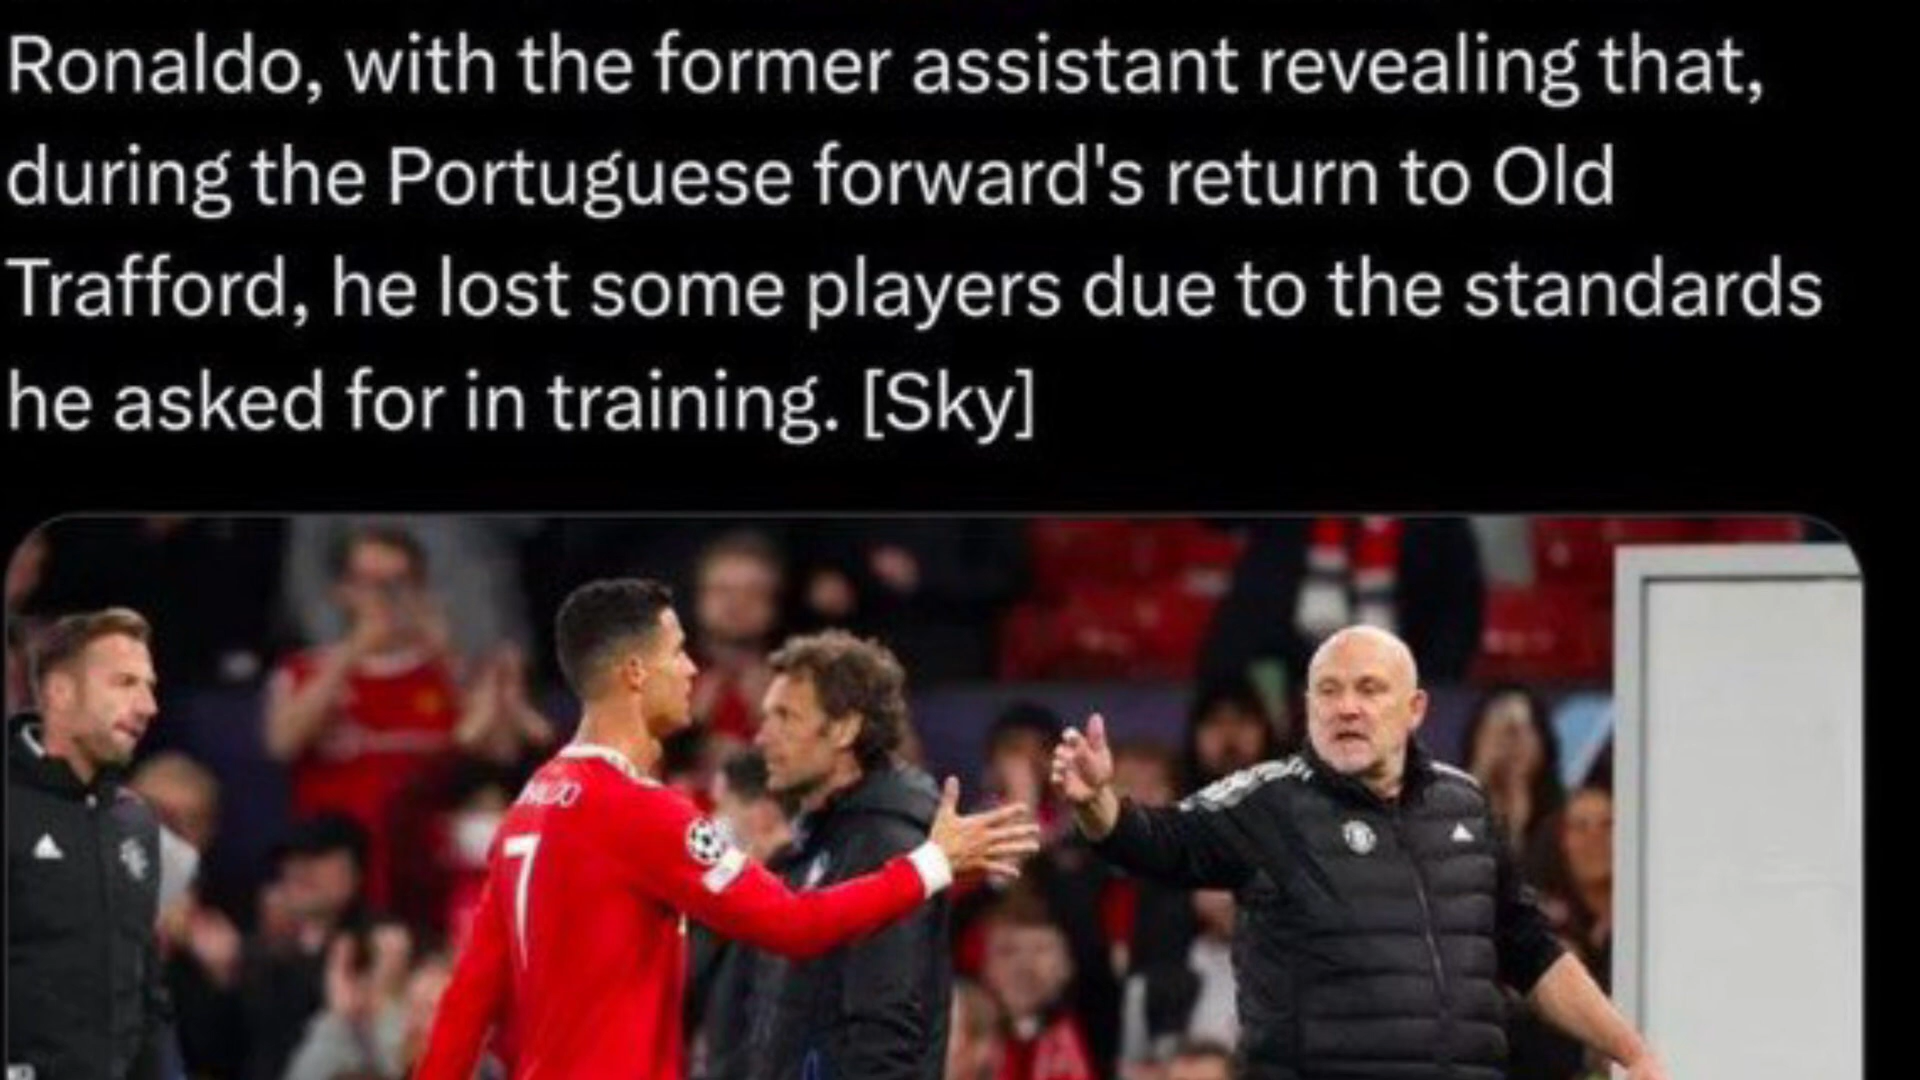 Ronaldo, with the former assistant revealing that,
during the Portuguese forward's return to Old
Trafford, he lost some players due to the standards
he asked for in training. [Sky]
7